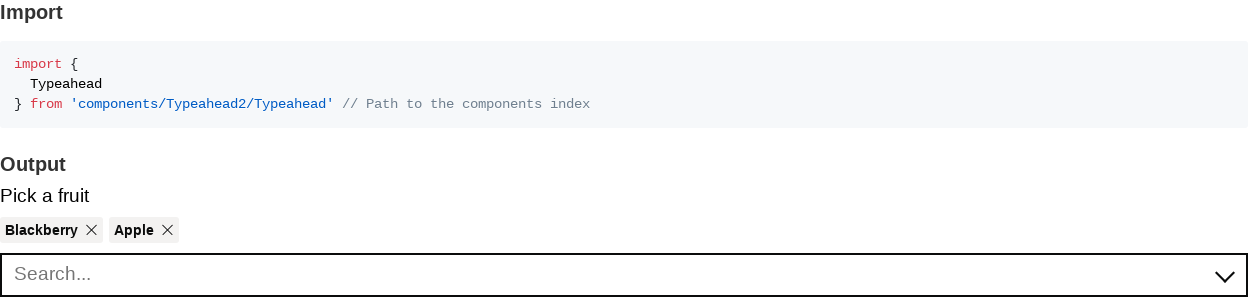 Import
import {
  Typeahead
} from 'components/Typeahead2/Typeahead' // Path to the components index
Output
Pick a fruit
Blackberry Apple
Search...